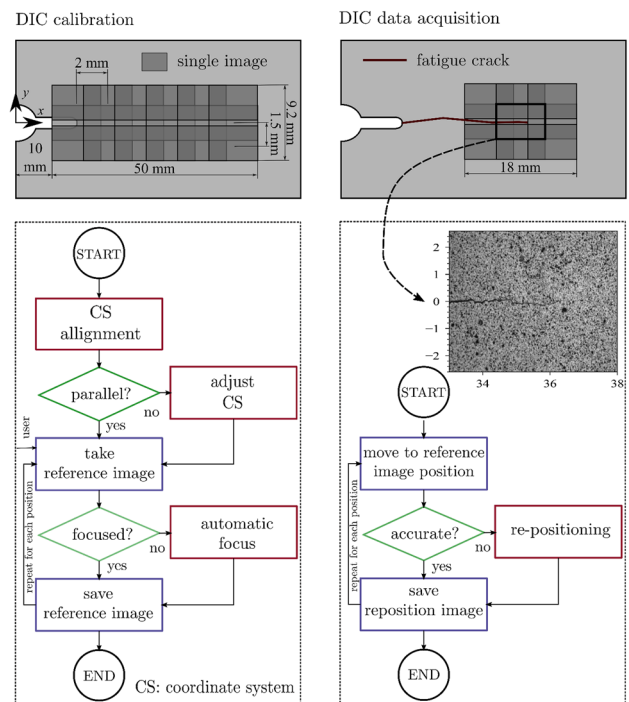 DIC calibration
2 mm
single image
y
x
10
mm
50 mm
1.5 mm
9.2 mm
START
CS
allignment
parallel?
no
adjust
CS
yes
user
take
reference image
repeat for each position
focused?
no
automatic
focus
yes
save
reference image
END
CS: coordinate system
DIC data acquisition
fatigue crack
18 mm
2
1
0
−1
−2
34
36
38
START
move to reference
image position
repeat for each position
accurate?
no
re-positioning
yes
save
reposition image
END